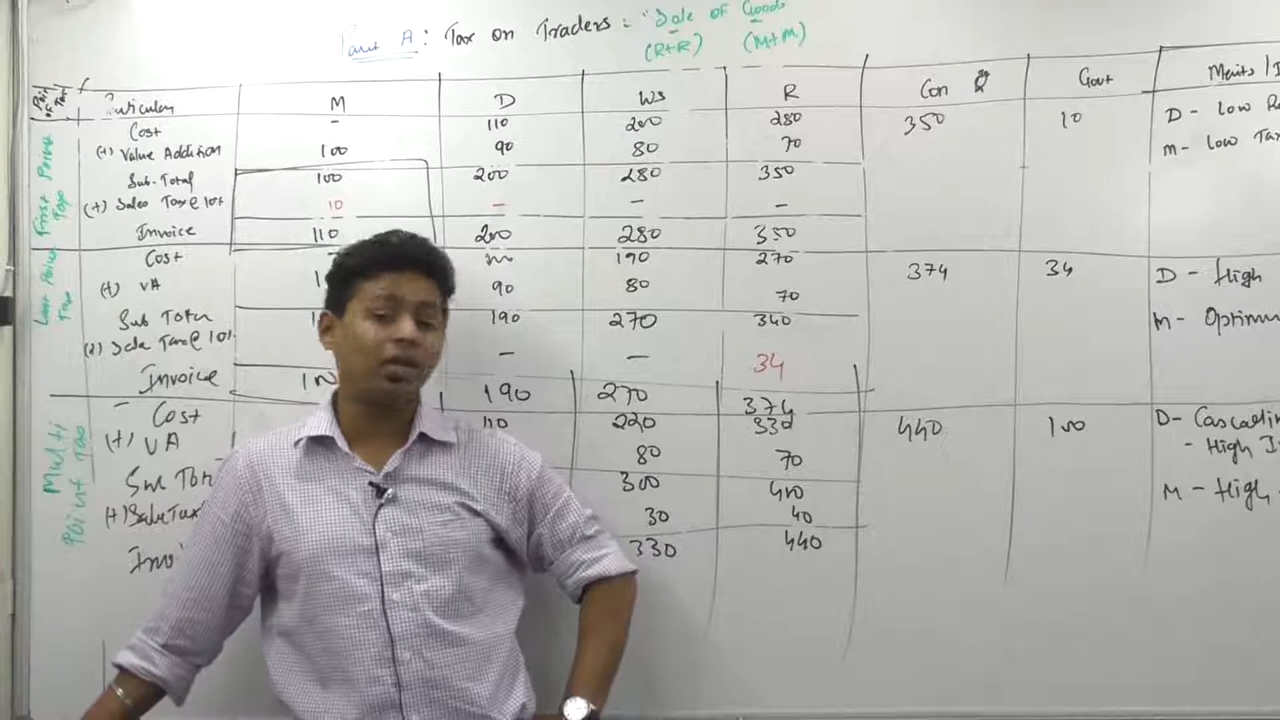 Part A: Tax on Traders: "Sale of Goods
(R+R) (M+M)
Particulars M D WS R Con Govt Merits /
First Point Tax
Cost - 110 200 280 350 10 D - Low
(+) Value Addition 100 90 80 70 M- Low Tax
Sub-Total 100 200 280 350
(+) Sales Tax@10% 10 - - -
Invoice 110 200 280 350
Last Point Tax
Cost 190 270 374 34 D - High
(+) VA 90 80 70
Sub Total 190 270 340 M- Optimum
(+) Sale Tax@10% - - 34
Invoice 190 270 374
Multi Point Tax
Cost 110 220 330 440 100 D-
(+) VA 80 70 - High
Sub Tot 300 400 M - High
(+) Sale Tax 30 40
Invoi 330 440